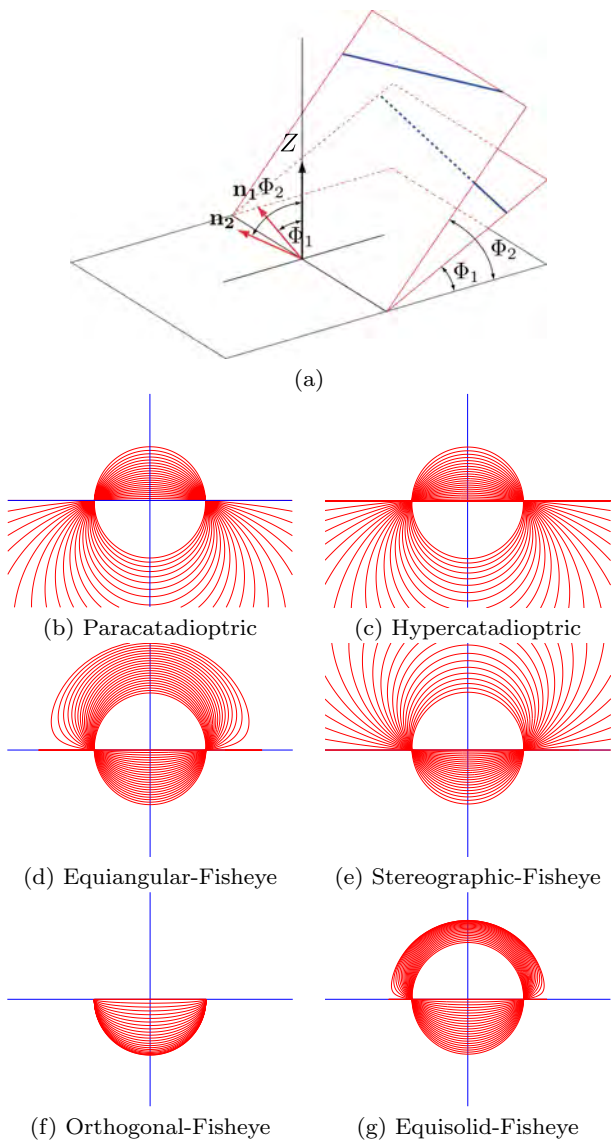 Z
n₁ Φ₂
n₂
Φ₁
Φ₂
Φ₁
(a)
(b) Paracatadioptric
(c) Hypercatadioptric
(d) Equiangular-Fisheye
(e) Stereographic-Fisheye
(f) Orthogonal-Fisheye
(g) Equisolid-Fisheye